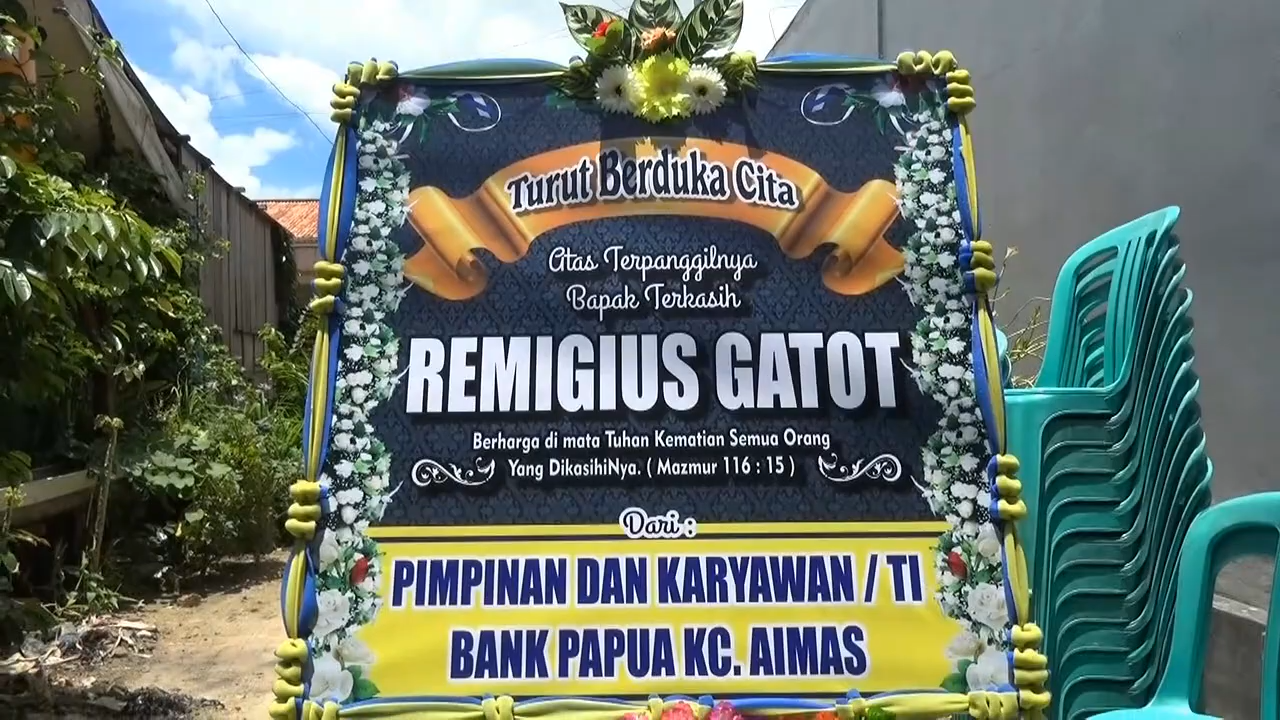 Turut Berduka Cita
Atas Terpanggilnya
Bapak Terkasih
REMIGIUS GATOT
Berharga di mata Tuhan Kematian Semua Orang
Yang DikasihiNya. ( Mazmur 116 : 15 )
Dari :
PIMPINAN DAN KARYAWAN / TI
BANK PAPUA KC. AIMAS